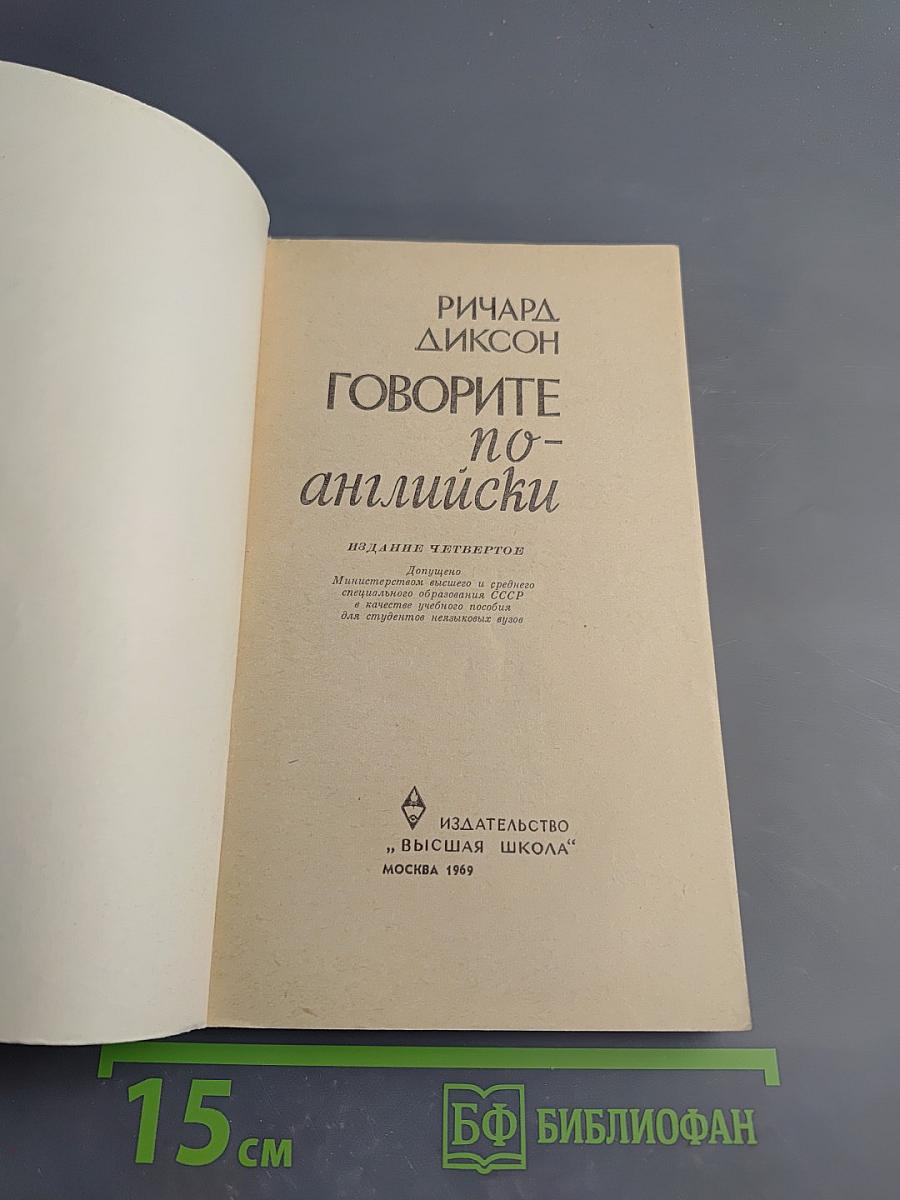 РИЧАРД
ДИКСОН
ГОВОРИТЕ
по-
английски
ИЗДАНИЕ ЧЕТВЕРТОЕ
Допущено
Министерством высшего и среднего
специального образования СССР
в качестве учебного пособия
для студентов неязыковых вузов
ИЗДАТЕЛЬСТВО
„ВЫСШАЯ ШКОЛА“
МОСКВА 1969
15 см
БФ БИБЛИОФАН